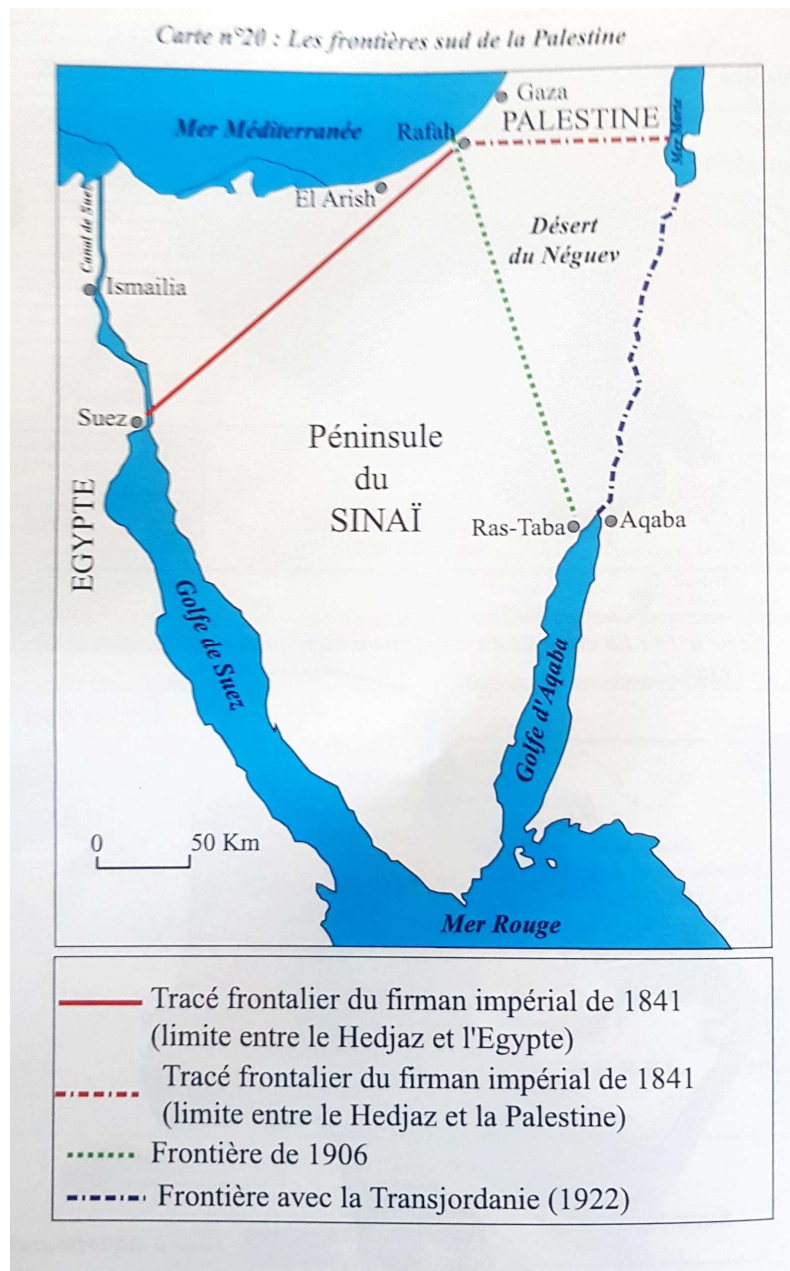 Carte n°20 : Les frontières sud de la Palestine
Gaza
Mer Méditerranée
Rafah
PALESTINE
Mer Morte
El Arish
Canal de Suez
Désert
du Néguev
Ismaïlia
Suez
Péninsule
du
SINAÏ
EGYPTE
Ras-Taba
Aqaba
Golfe de Suez
Golfe d'Aqaba
0 50 Km
Mer Rouge
Tracé frontalier du firman impérial de 1841
(limite entre le Hedjaz et l'Egypte)
Tracé frontalier du firman impérial de 1841
(limite entre le Hedjaz et la Palestine)
Frontière de 1906
Frontière avec la Transjordanie (1922)